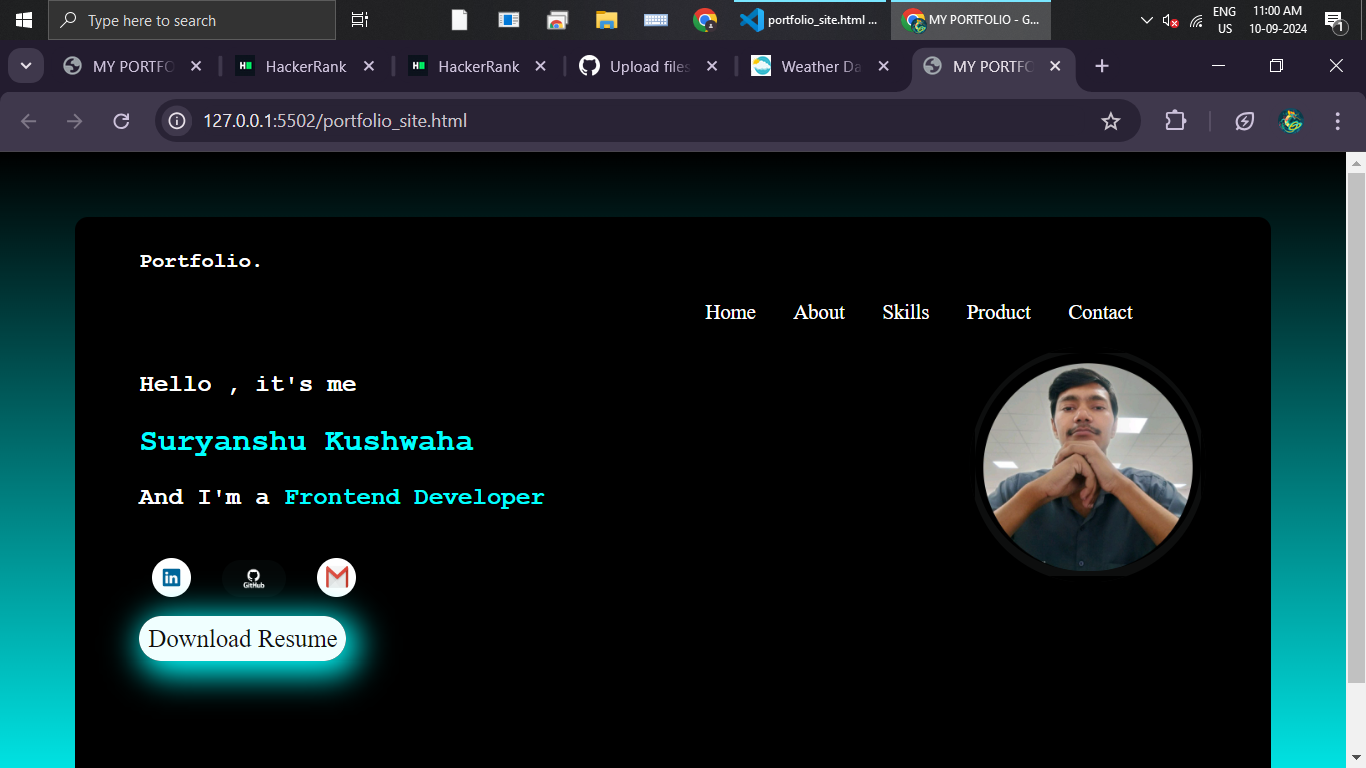 Type here to search
portfolio_site.html ...
MY PORTFOLIO - G...
ENG
US
11:00 AM
10-09-2024
1
MY PORTFO
HackerRank
HackerRank
Upload files
Weather Da
MY PORTFO
127.0.0.1:5502/portfolio_site.html
Portfolio.
Home About Skills Product Contact
Hello , it's me
Suryanshu Kushwaha
And I'm a Frontend Developer
in
GitHub
Download Resume